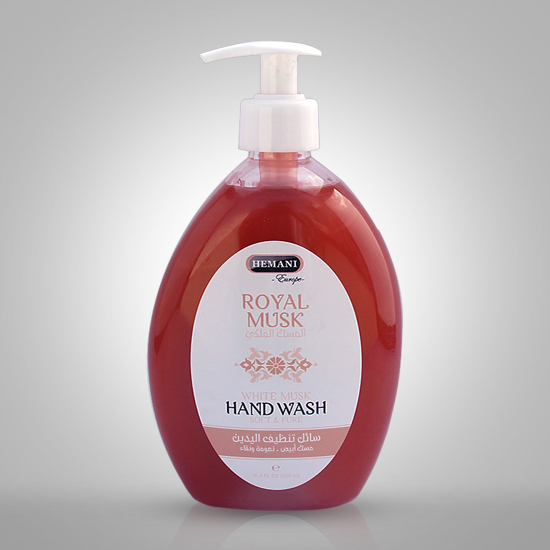 HEMANI
-Europe-
ROYAL
MUSK
المسك الملكي
WHITE MUSK
HAND WASH
SOFT & PURE
سائل تنظيف اليدين
مسك أبيض - نعومة ونقاء
e